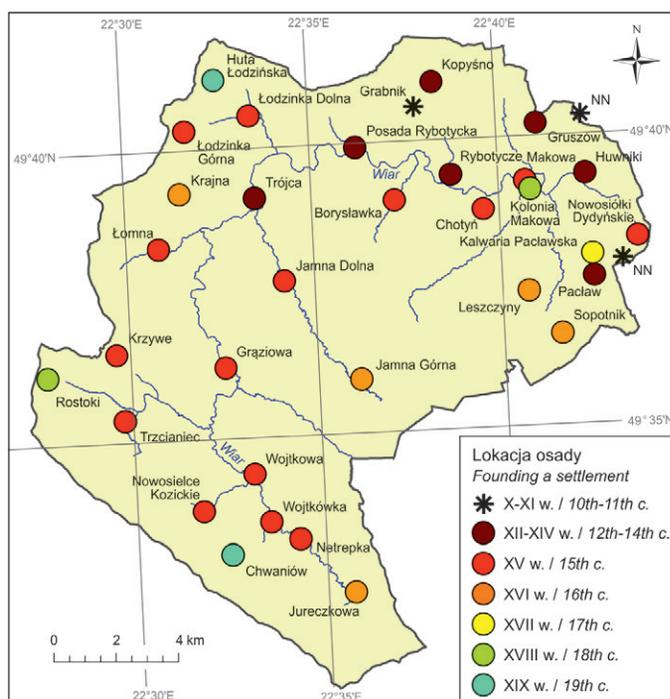 22°30'E
22°35'E
22°40'E
N
Huta
Łodzińska
Kopyśno
Łodzinka Dolna
Grabnik
NN
49°40'N
Łodzinka
Górna
Posada Rybotycka
Gruszów
49°40'N
Krajna
Trójca
Wiar
Rybotycze
Makowa
Huwniki
Borysławka
Chotyń
Kolonia
Makowa
Nowosiółki
Dydyńskie
Łomna
Kalwaria Pacławska
NN
Jamna Dolna
Leszczyny
Pacław
Sopotnik
Krzywe
Grąziowa
Jamna Górna
Rostoki
Trzcianiec
49°35'N
Wiar
Wojtkowa
Nowosielce
Kozickie
Wojtkówka
Netrepka
Chwaniów
Jureczkowa
0 2 4 km
22°30'E
22°35'E
Lokacja osady
Founding a settlement
X-XI w. / 10th-11th c.
XII-XIV w. / 12th-14th c.
XV w. / 15th c.
XVI w. / 16th c.
XVII w. / 17th c.
XVIII w. / 18th c.
XIX w. / 19th c.